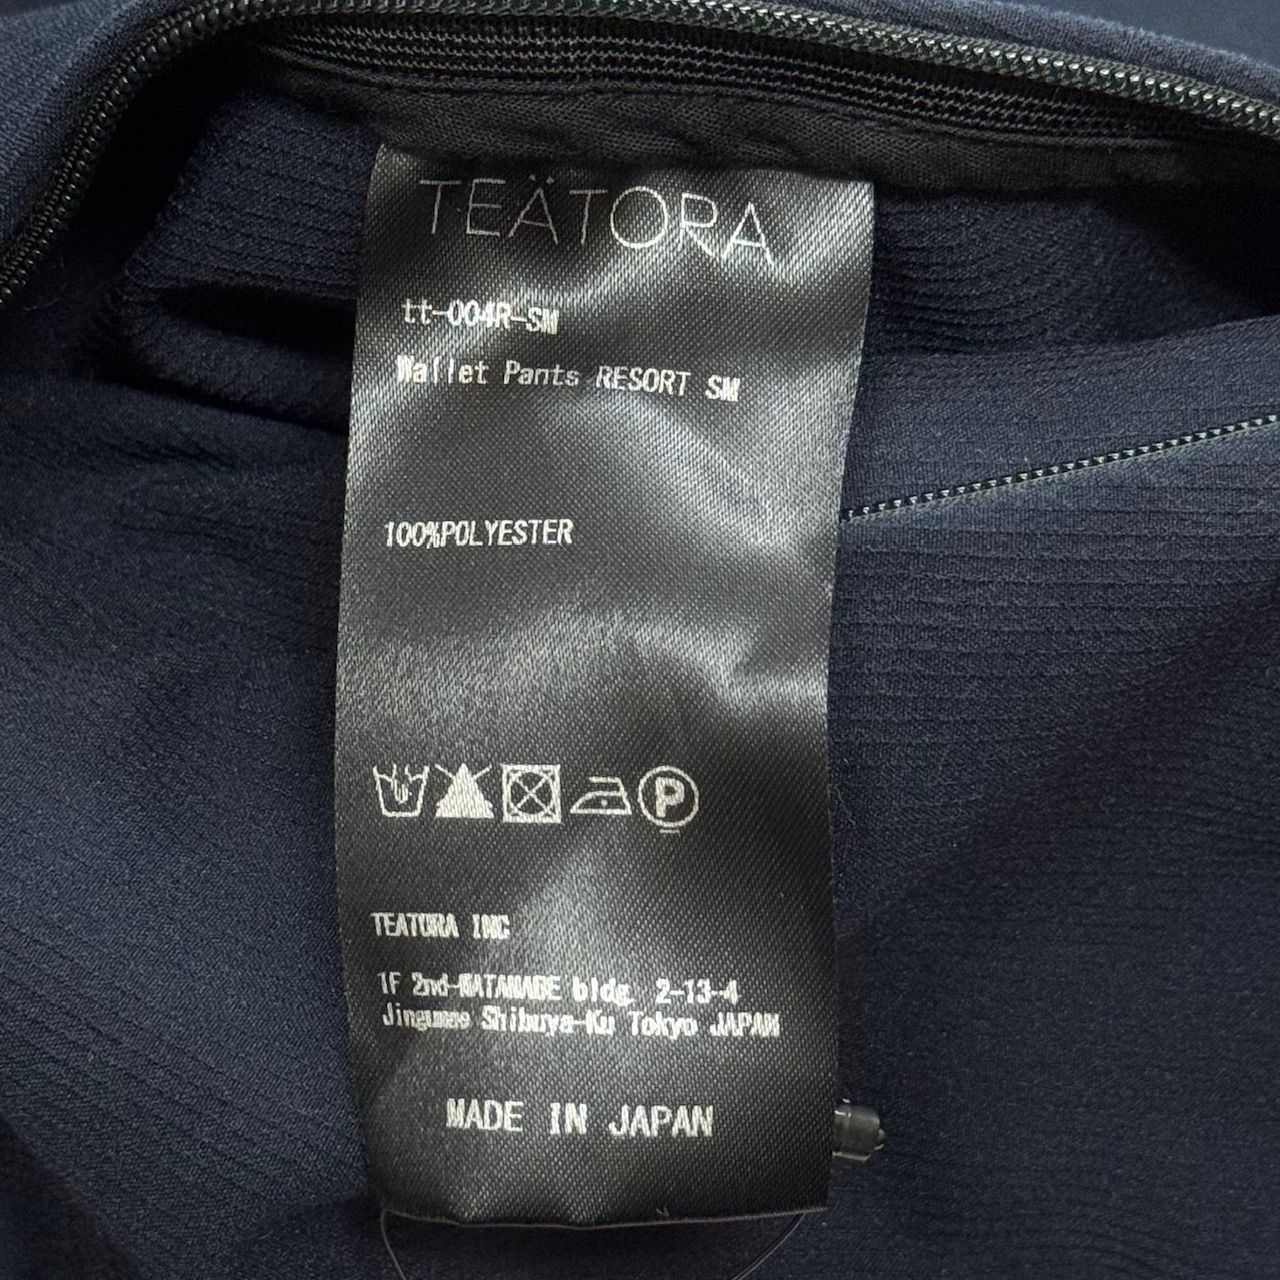 TEÄTORA
tt-004R-SM
Wallet Pants RESORT SM
100%POLYESTER
P
TEATORA INC
1F 2nd-WATANABE bldg. 2-13-4
Jingumae Shibuya-Ku Tokyo JAPAN
MADE IN JAPAN